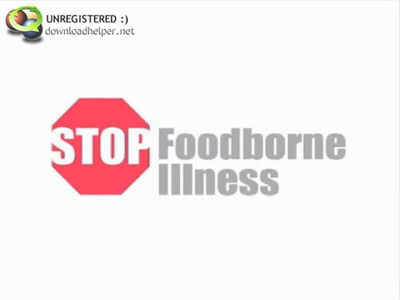 UNREGISTERED :)
downloadhelper.net
STOP Foodborne
Illness